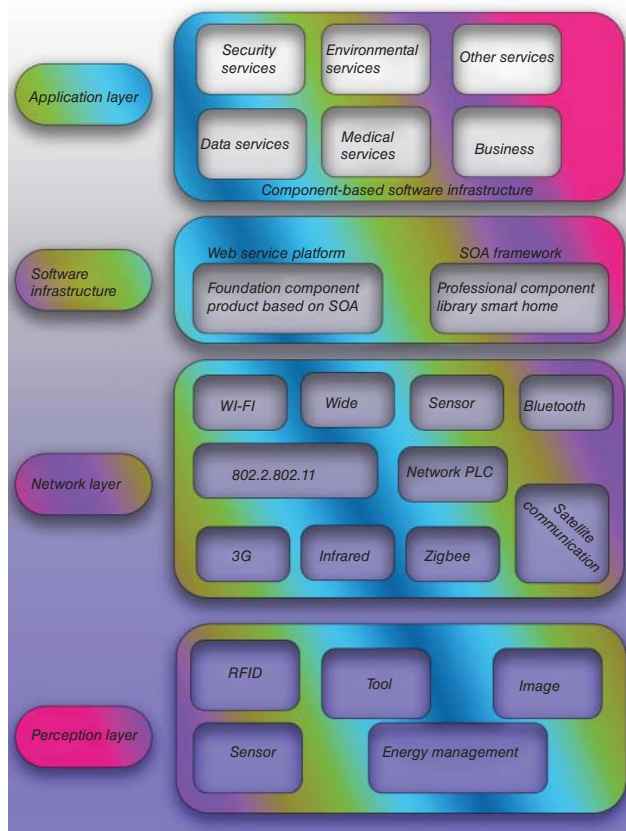 Application layer
Security
services
Environmental
services
Other services
Data services
Medical
services
Business
Component-based software infrastructure
Software
infrastructure
Web service platform
SOA framework
Foundation component
product based on SOA
Professional component
library smart home
Network layer
WI-FI
Wide
Sensor
Bluetooth
802.2.802.11
Network PLC
Satellite
communication
3G
Infrared
Zigbee
Perception layer
RFID
Tool
Image
Sensor
Energy management